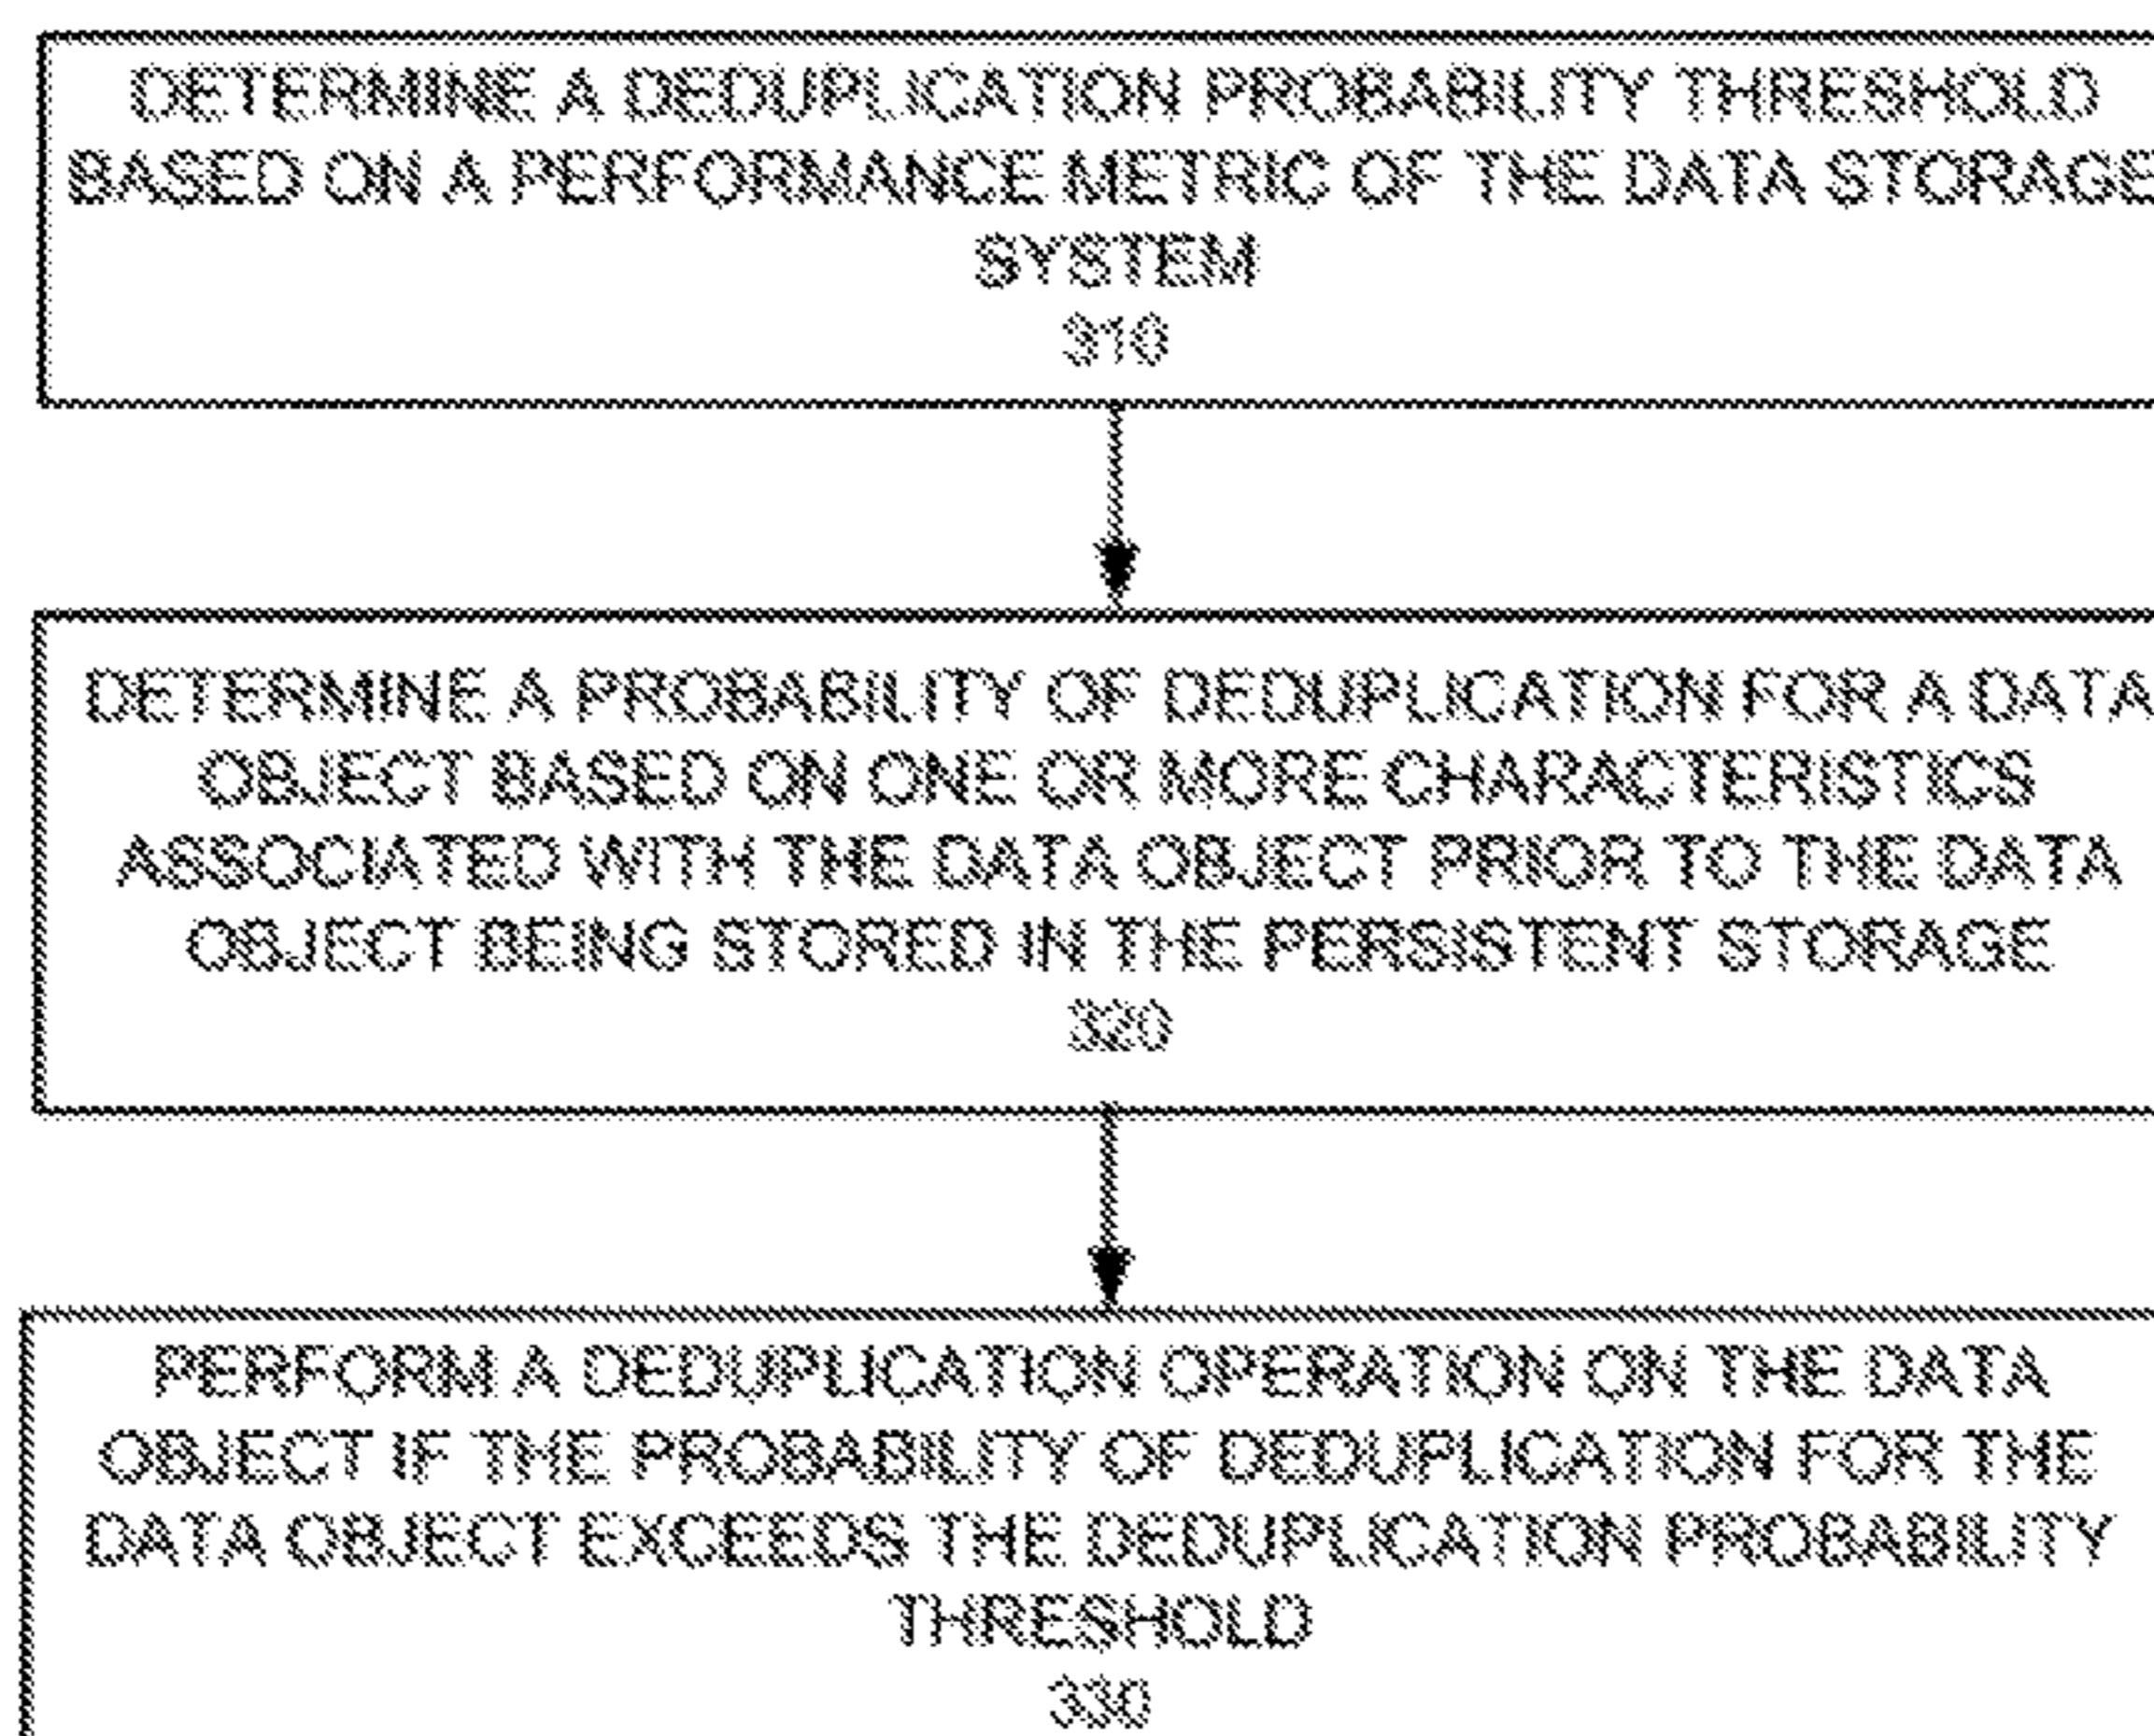 DETERMINE A DEDUPLICATION PROBABILITY THRESHOLD
BASED ON A PERFORMANCE METRIC OF THE DATA STORAGE
SYSTEM
310
DETERMINE A PROBABILITY OF DEDUPLICATION FOR A DATA
OBJECT BASED ON ONE OR MORE CHARACTERISTICS
ASSOCIATED WITH THE DATA OBJECT PRIOR TO THE DATA
OBJECT BEING STORED IN THE PERSISTENT STORAGE
320
PERFORM A DEDUPLICATION OPERATION ON THE DATA
OBJECT IF THE PROBABILITY OF DEDUPLICATION FOR THE
DATA OBJECT EXCEEDS THE DEDUPLICATION PROBABILITY
THRESHOLD
330